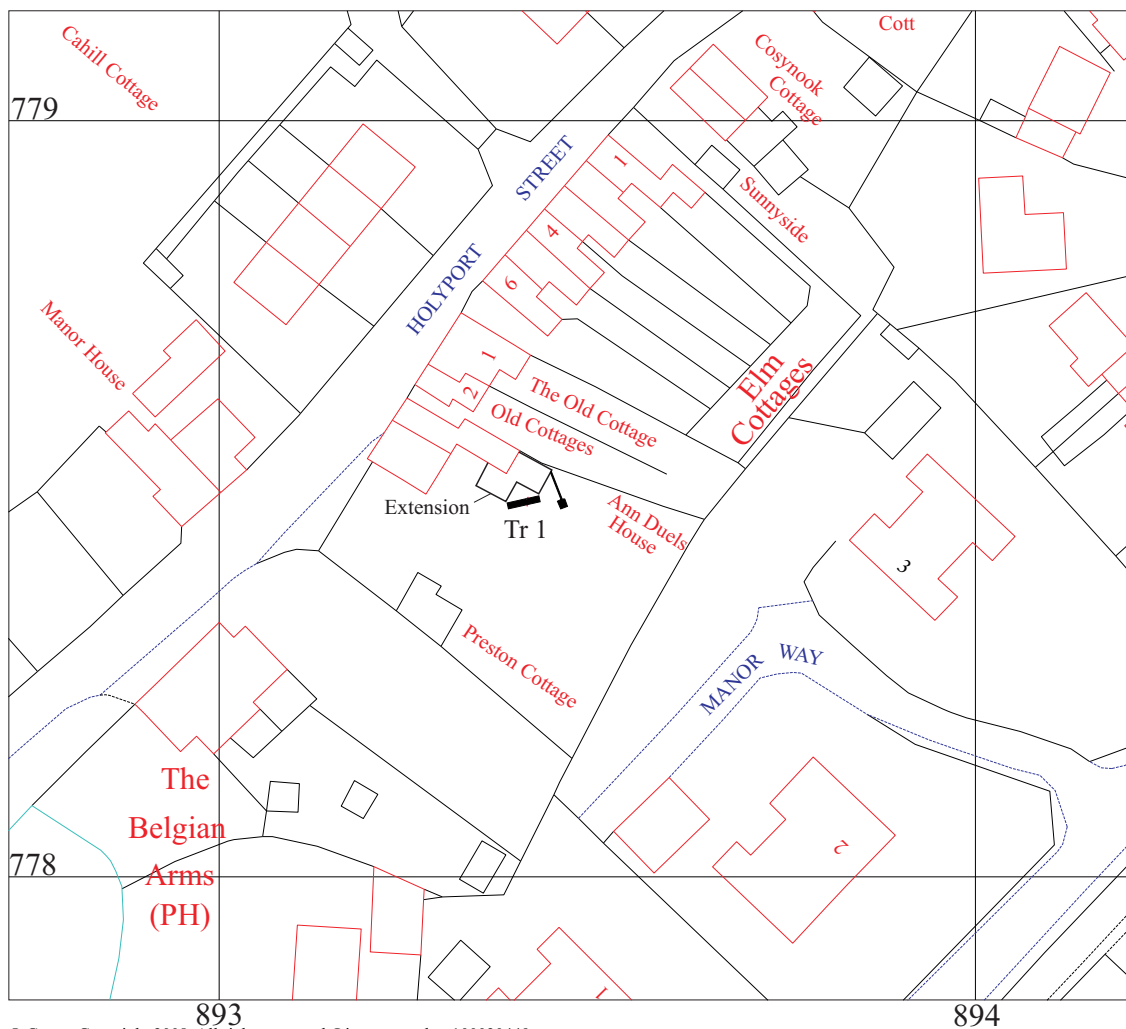 Cahill Cottage
Cott
Cosynook
Cottage
779
STREET
1
Sunnyside
4
HOLYPORT
6
Manor House
1
2
The Old Cottage
Old Cottages
Elm
Cottages
Extension
Tr 1
Ann Duels
House
3
Preston Cottage
MANOR WAY
The
Belgian
Arms
(PH)
2
778
1
893
894